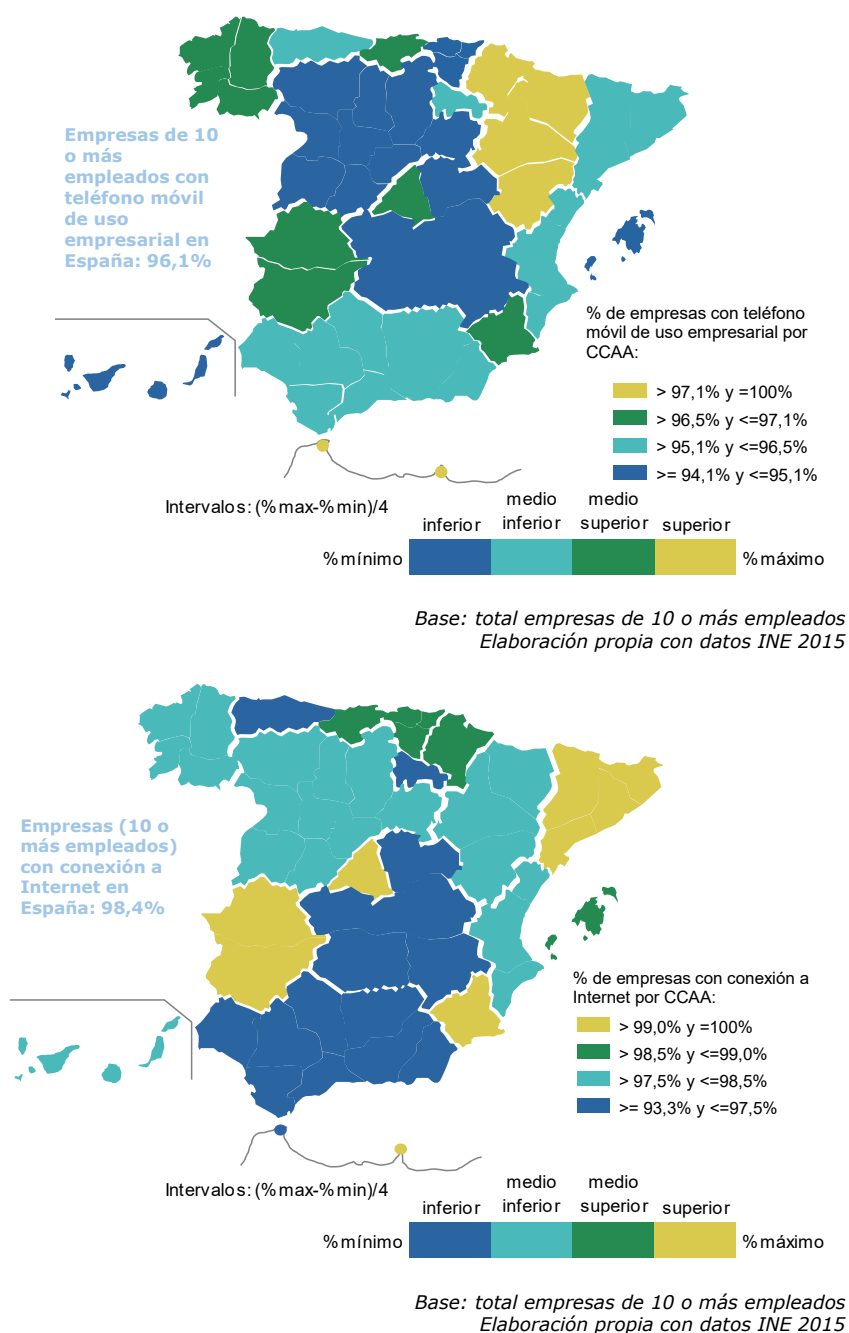 Empresas de 10
o más
empleados con
teléfono móvil
de uso
empresarial en
España: 96,1%
% de empresas con teléfono
móvil de uso empresarial por
CCAA:
> 97,1% y =100%
> 96,5% y <=97,1%
> 95,1% y <=96,5%
>= 94,1% y <=95,1%
Intervalos: (%max-%min)/4
inferior
medio
inferior
medio
superior
superior
%mínimo
%máximo
Base: total empresas de 10 o más empleados
Elaboración propia con datos INE 2015
Empresas (10 o
más empleados)
con conexión a
Internet en
España: 98,4%
% de empresas con conexión a
Internet por CCAA:
> 99,0% y =100%
> 98,5% y <=99,0%
> 97,5% y <=98,5%
>= 93,3% y <=97,5%
Intervalos: (%max-%min)/4
inferior
medio
inferior
medio
superior
superior
%mínimo
%máximo
Base: total empresas de 10 o más empleados
Elaboración propia con datos INE 2015